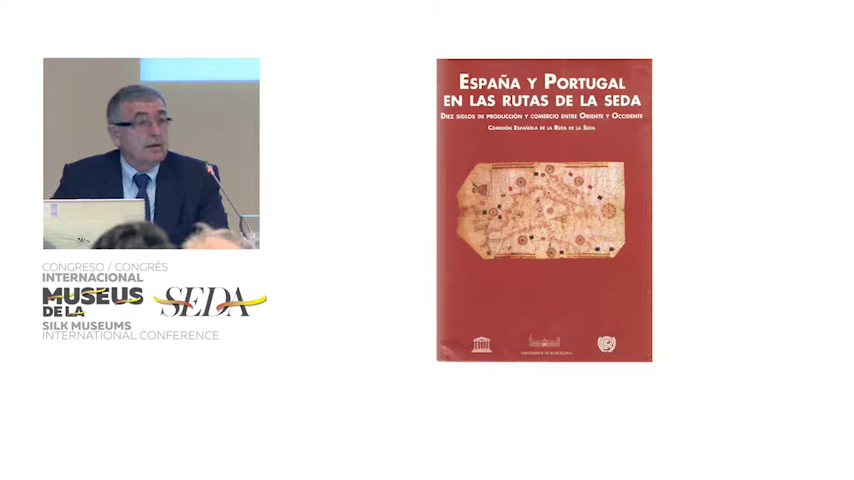 CONGRESO / CONGRÉS
INTERNACIONAL
MUSEUS
DE LA
SEDA
SILK MUSEUMS
INTERNATIONAL CONFERENCE
ESPAÑA Y PORTUGAL
EN LAS RUTAS DE LA SEDA
DIEZ SIGLOS DE PRODUCCIÓN Y COMERCIO ENTRE ORIENTE Y OCCIDENTE
COMISIÓN ESPAÑOLA DE LA RUTA DE LA SEDA